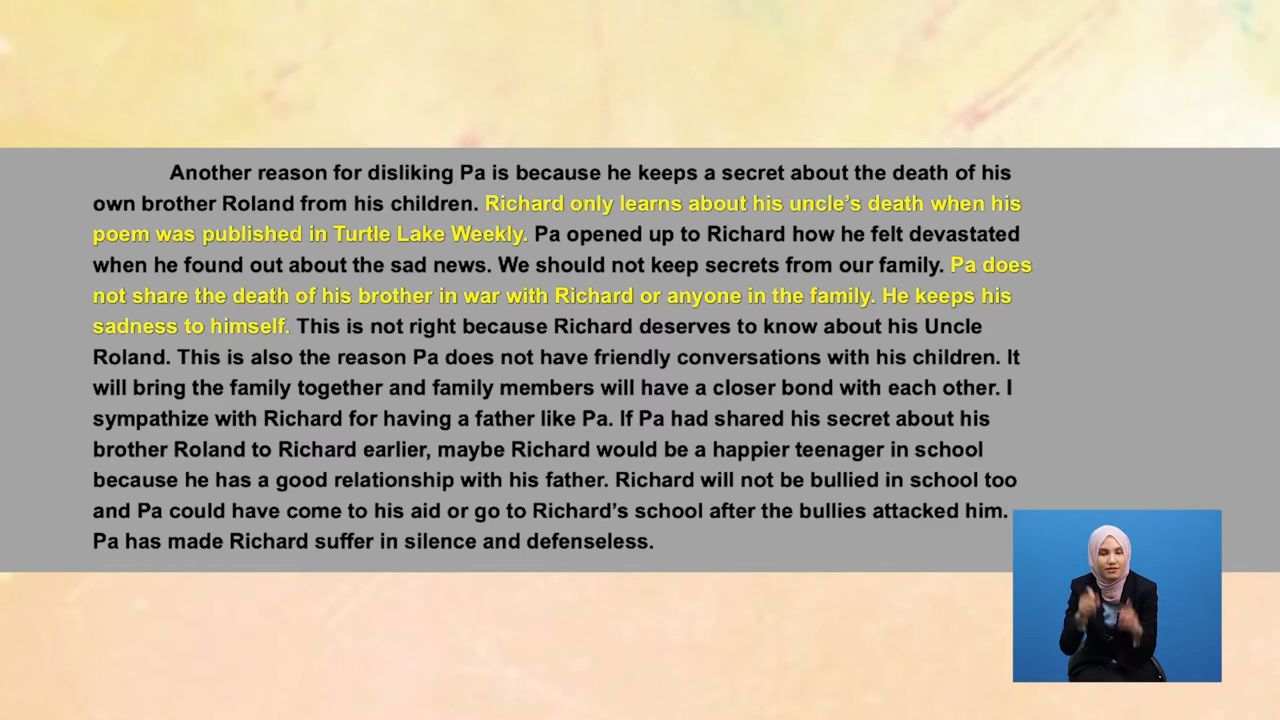 Another reason for disliking Pa is because he keeps a secret about the death of his
own brother Roland from his children. Richard only learns about his uncle's death when his
poem was published in Turtle Lake Weekly. Pa opened up to Richard how he felt devastated
when he found out about the sad news. We should not keep secrets from our family. Pa does
not share the death of his brother in war with Richard or anyone in the family. He keeps his
sadness to himself. This is not right because Richard deserves to know about his Uncle
Roland. This is also the reason Pa does not have friendly conversations with his children. It
will bring the family together and family members will have a closer bond with each other. I
sympathize with Richard for having a father like Pa. If Pa had shared his secret about his
brother Roland to Richard earlier, maybe Richard would be a happier teenager in school
because he has a good relationship with his father. Richard will not be bullied in school too
and Pa could have come to his aid or go to Richard's school after the bullies attacked him.
Pa has made Richard suffer in silence and defenseless.